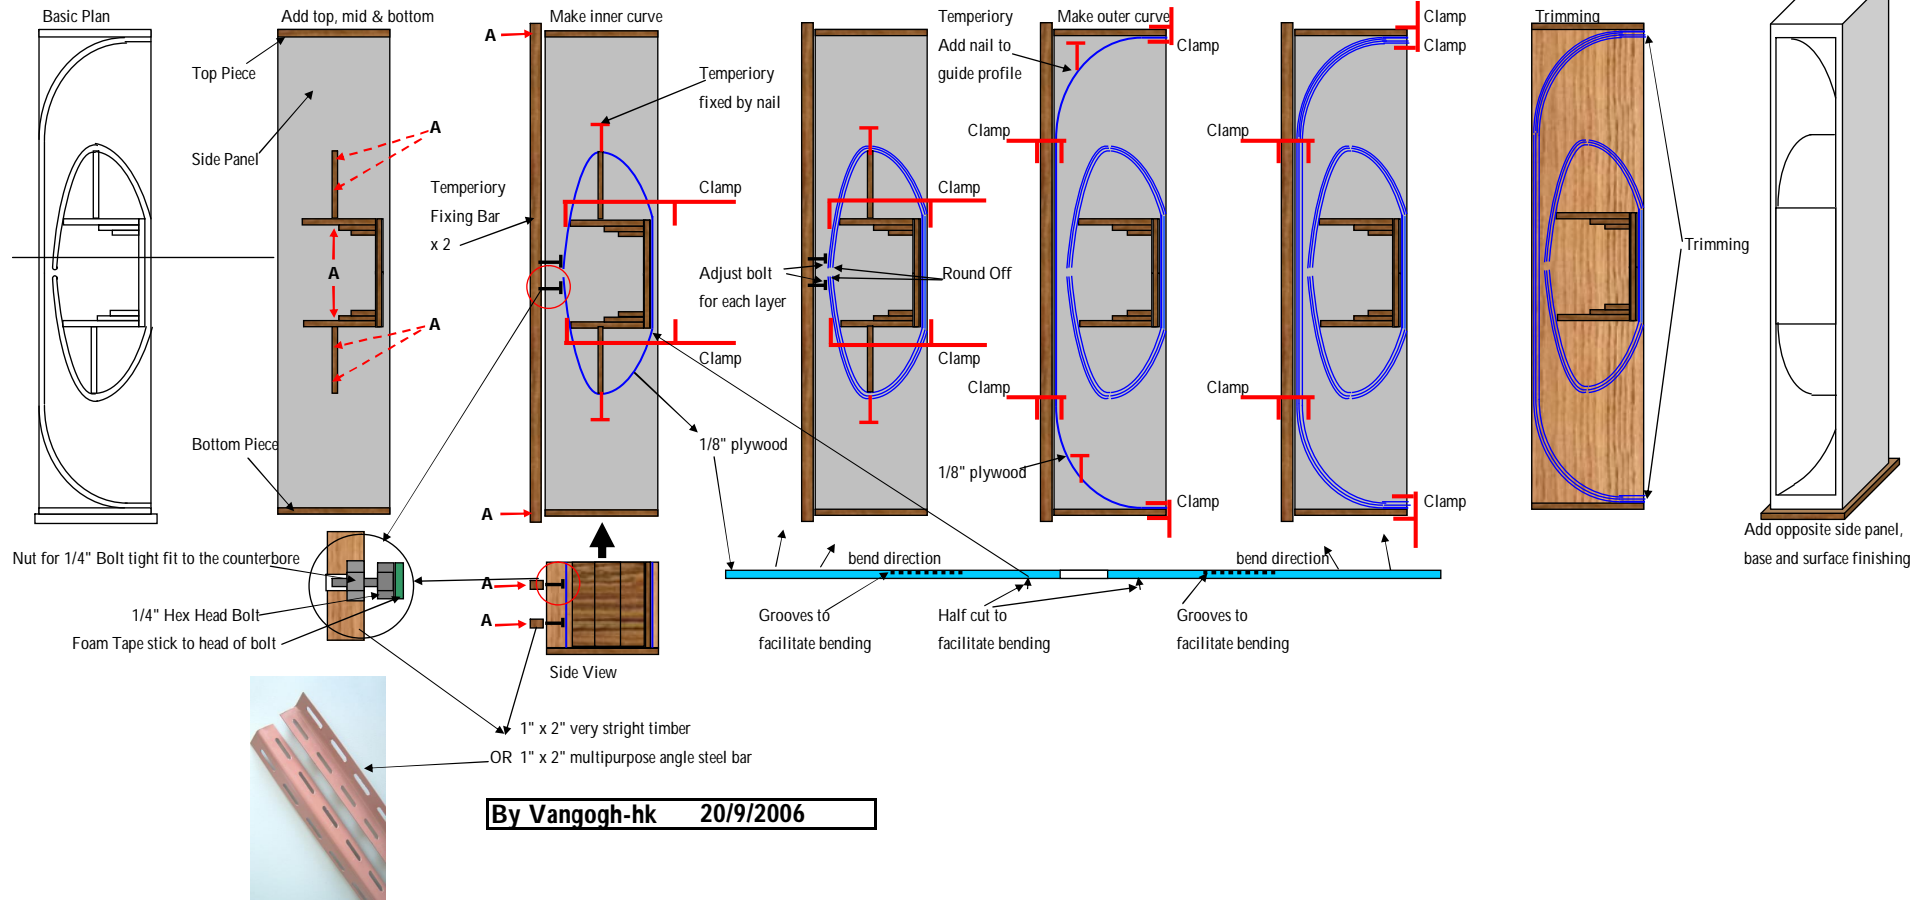 Basic Plan
Add top, mid & bottom
Make inner curve
Temperiory
Make outer curve
Clamp
Trimming
A
Add nail to
guide profile
Clamp
Clamp
Top Piece
Temperiory
fixed by nail
A
Clamp
Clamp
Side Panel
Temperiory
Fixing Bar
x 2
Clamp
Clamp
Trimming
A
Adjust bolt
for each layer
Round Off
A
Clamp
Clamp
Clamp
Clamp
Bottom Piece
1/8" plywood
1/8" plywood
A
Clamp
Clamp
Add opposite side panel,
base and surface finishing
Nut for 1/4" Bolt tight fit to the counterbore
bend direction
bend direction
A
1/4" Hex Head Bolt
A
Grooves to
facilitate bending
Half cut to
facilitate bending
Grooves to
facilitate bending
Foam Tape stick to head of bolt
Side View
1" x 2" very stright timber
OR 1" x 2" multipurpose angle steel bar
By Vangogh-hk 20/9/2006